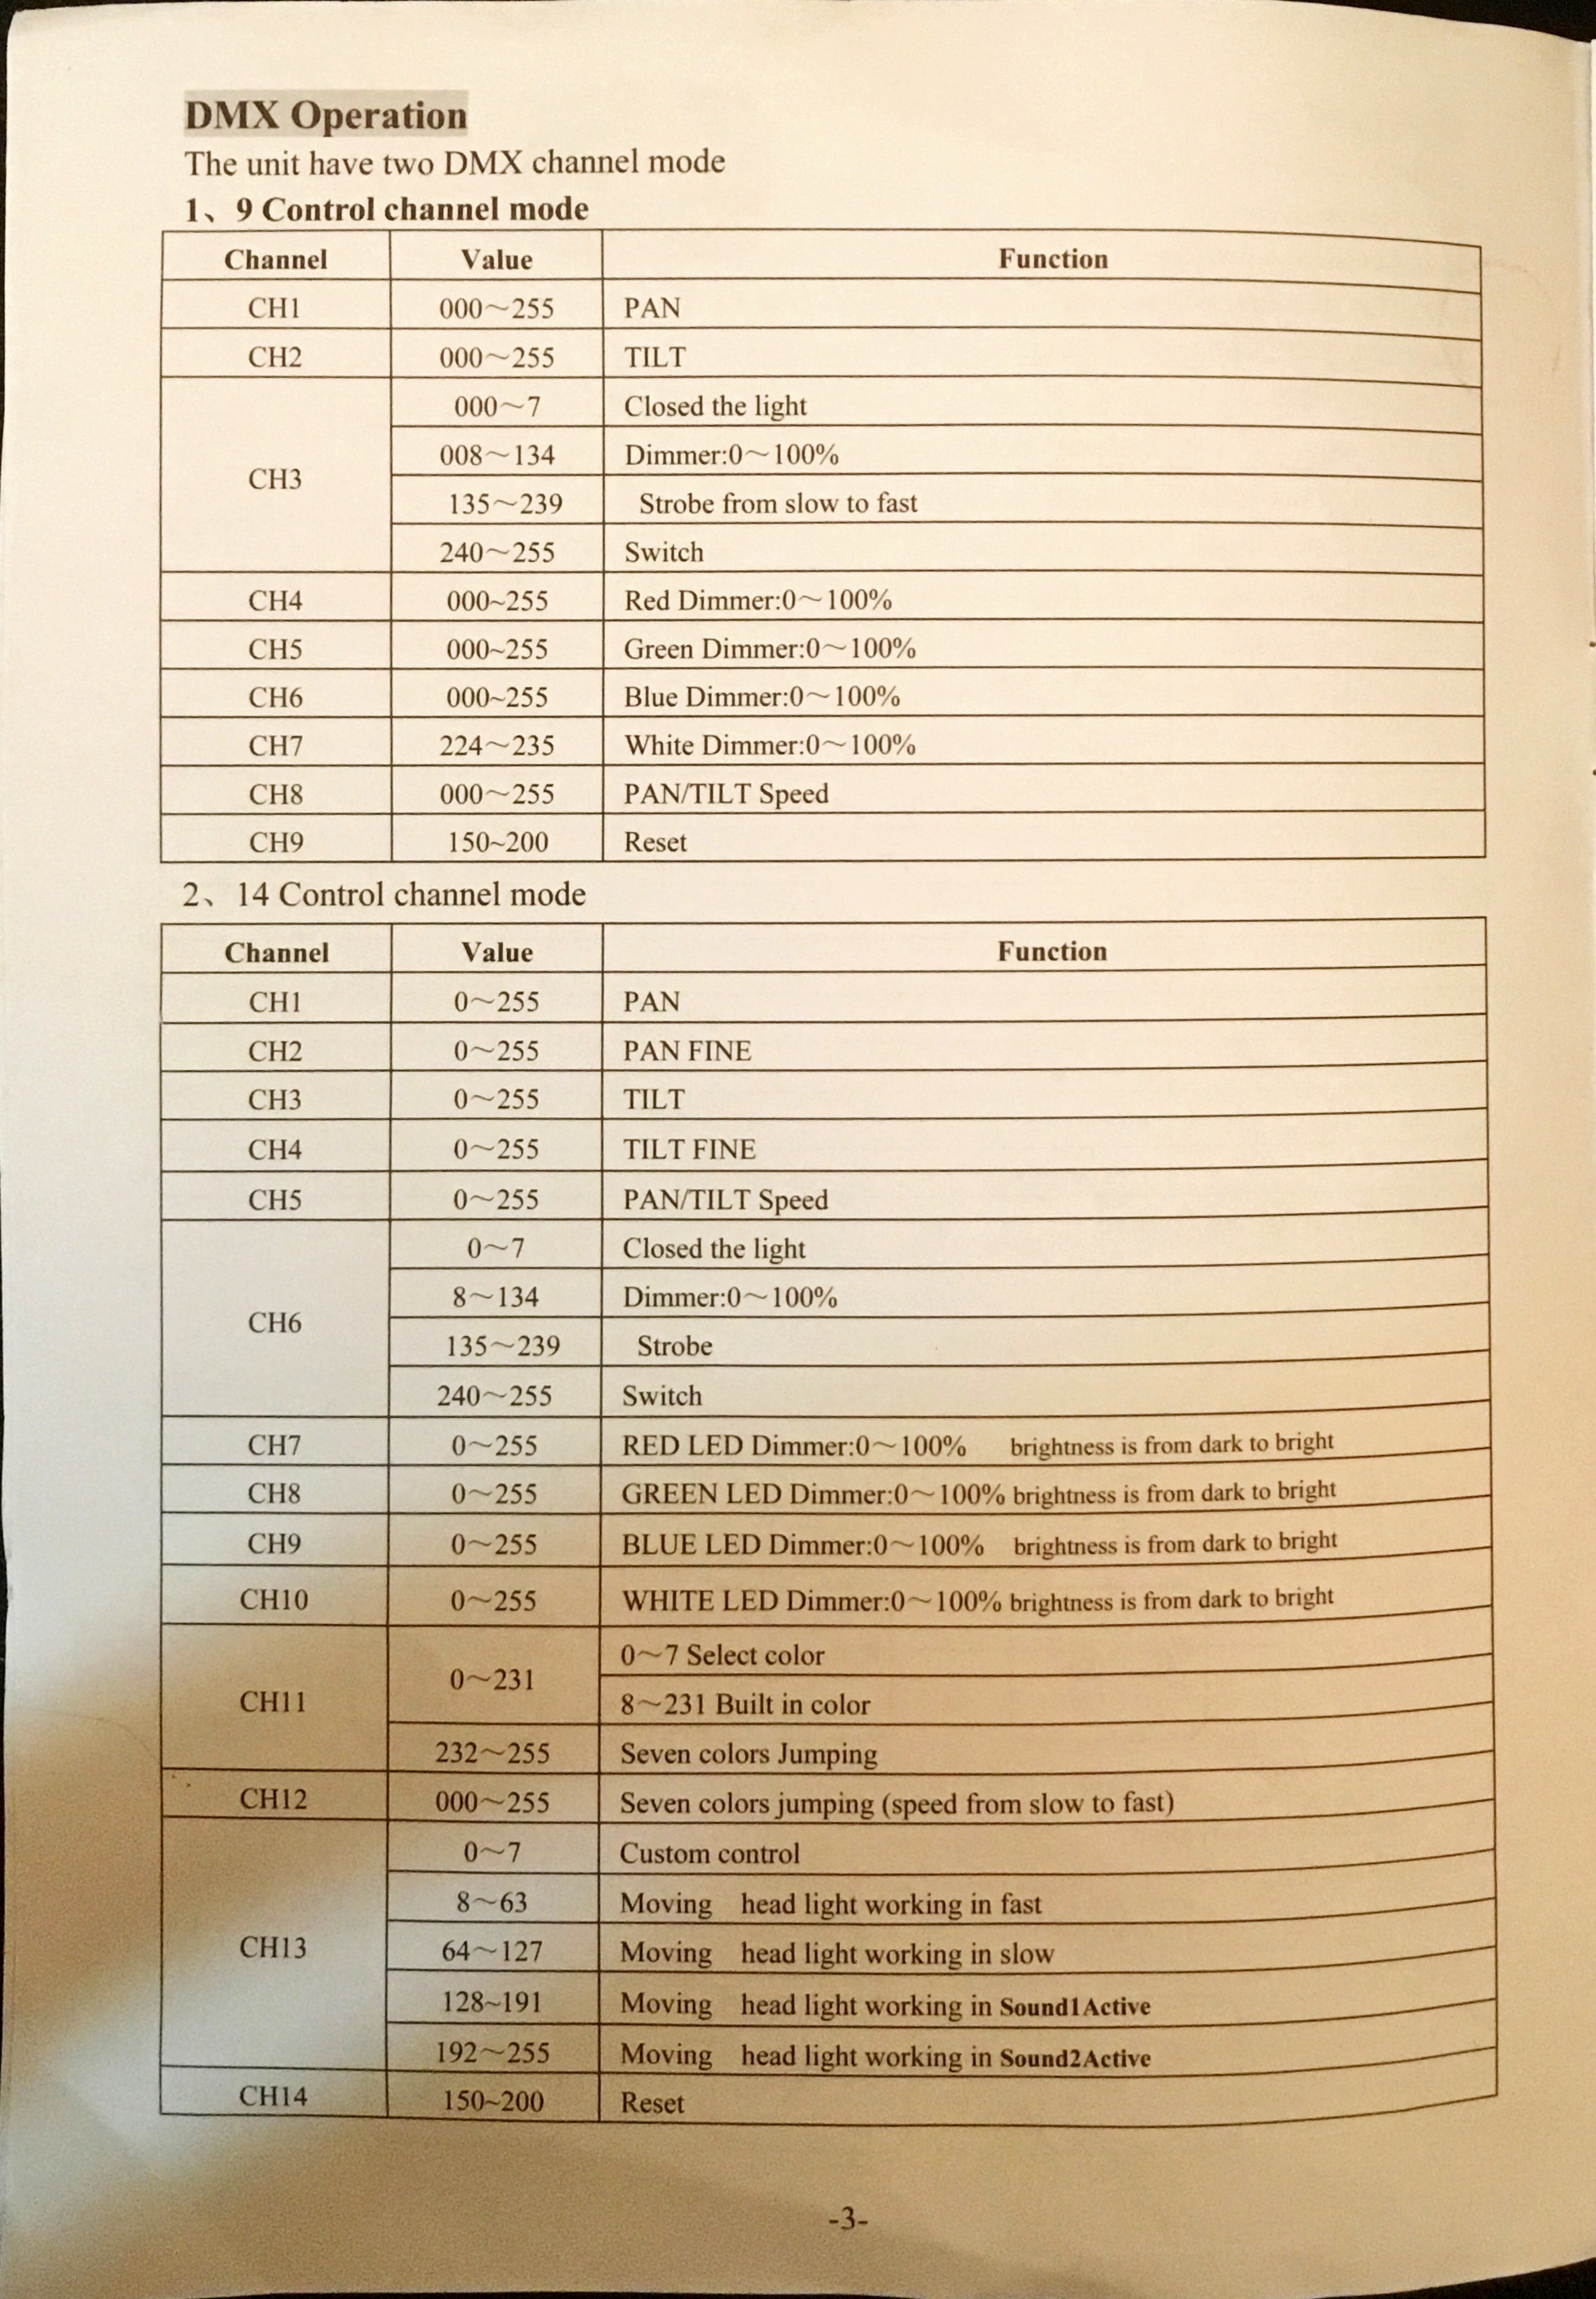 DMX Operation
The unit have two DMX channel mode
1、 9 Control channel mode
Channel Value Function
CH1 000～255 PAN
CH2 000～255 TILT
000～7 Closed the light
008～134 Dimmer:0～100%
CH3
135～239 Strobe from slow to fast
240～255 Switch
CH4 000~255 Red Dimmer:0～100%
CH5 000~255 Green Dimmer:0～100%
CH6 000~255 Blue Dimmer:0～100%
CH7 224～235 White Dimmer:0～100%
CH8 000～255 PAN/TILT Speed
CH9 150~200 Reset
2、 14 Control channel mode
Channel Value Function
CH1 0～255 PAN
CH2 0～255 PAN FINE
CH3 0～255 TILT
CH4 0～255 TILT FINE
CH5 0～255 PAN/TILT Speed
0～7 Closed the light
8～134 Dimmer:0～100%
CH6
135～239 Strobe
240～255 Switch
CH7 0～255 RED LED Dimmer:0～100% brightness is from dark to bright
CH8 0～255 GREEN LED Dimmer:0～100% brightness is from dark to bright
CH9 0～255 BLUE LED Dimmer:0～100% brightness is from dark to bright
CH10 0～255 WHITE LED Dimmer:0～100% brightness is from dark to bright
0～7 Select color
0～231
CH11
8～231 Built in color
232～255 Seven colors Jumping
CH12 000～255 Seven colors jumping (speed from slow to fast)
0～7 Custom control
8～63 Moving head light working in fast
CH13 64～127 Moving head light working in slow
128~191 Moving head light working in Sound1Active
192～255 Moving head light working in Sound2Active
CH14 150~200 Reset
-3-